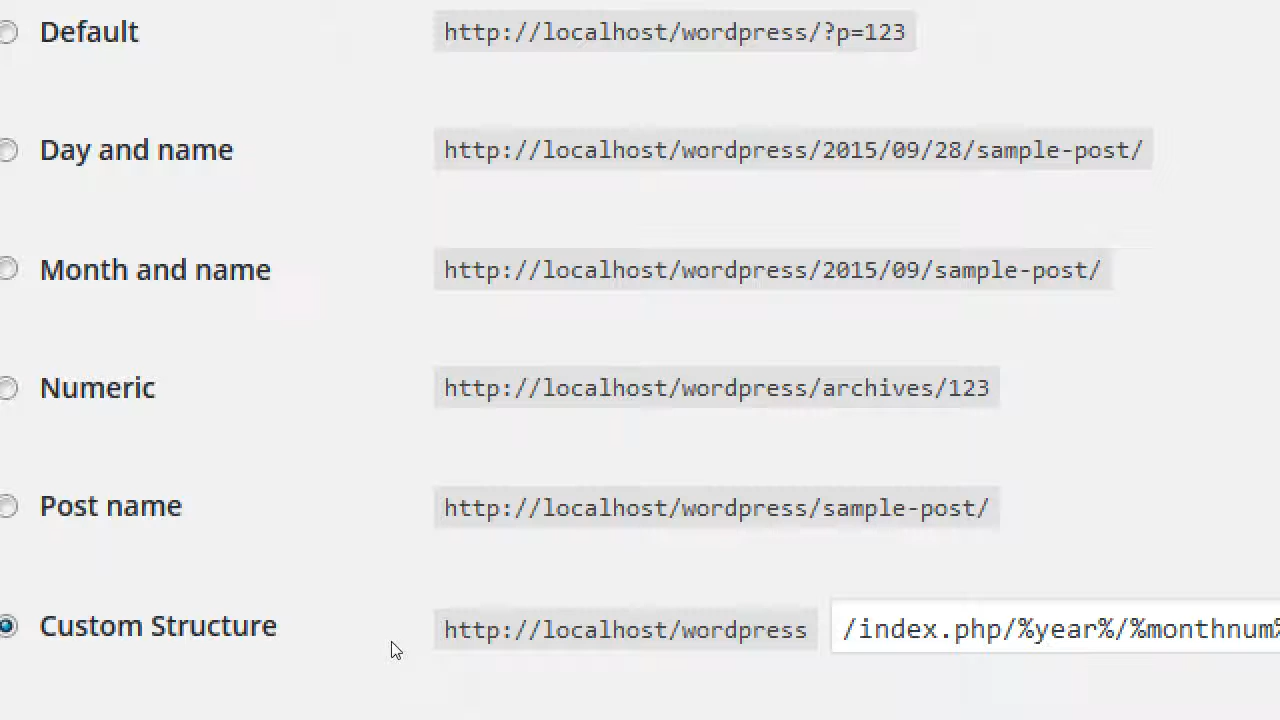 Default http://localhost/wordpress/?p=123
Day and name http://localhost/wordpress/2015/09/28/sample-post/
Month and name http://localhost/wordpress/2015/09/sample-post/
Numeric http://localhost/wordpress/archives/123
Post name http://localhost/wordpress/sample-post/
Custom Structure http://localhost/wordpress /index.php/%year%/%monthnum%